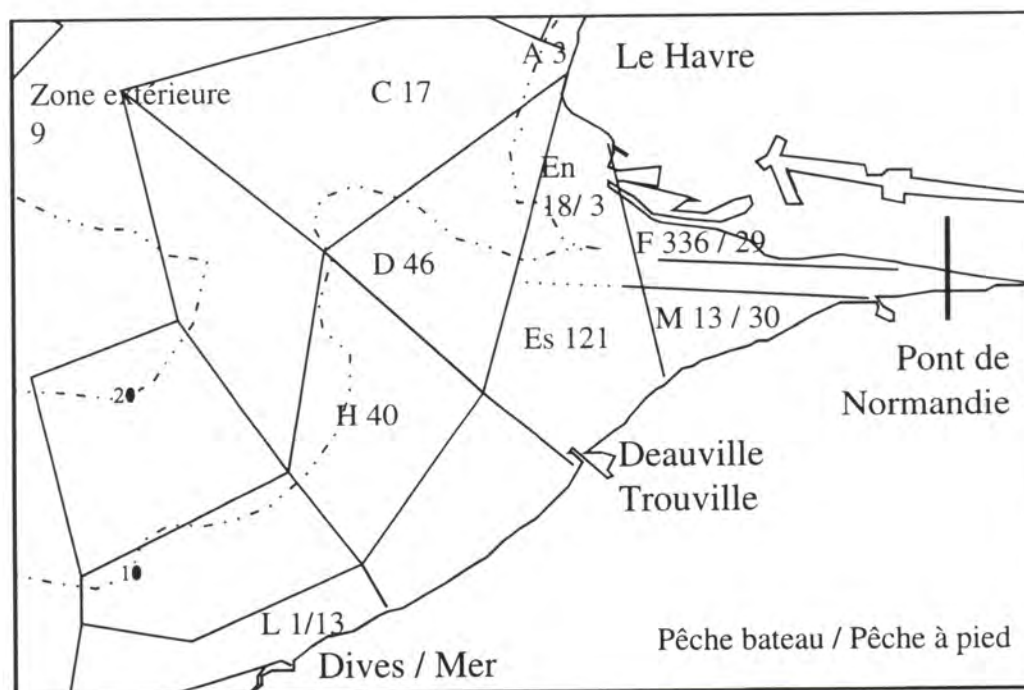 A 3
Le Havre
Zone extérieure
9
C 17
En
18/ 3
F 336 / 29
D 46
M 13 / 30
Es 121
Pont de
Normandie
20
H 40
Deauville
Trouville
10
L 1/13
Pêche bateau / Pêche à pied
Dives / Mer